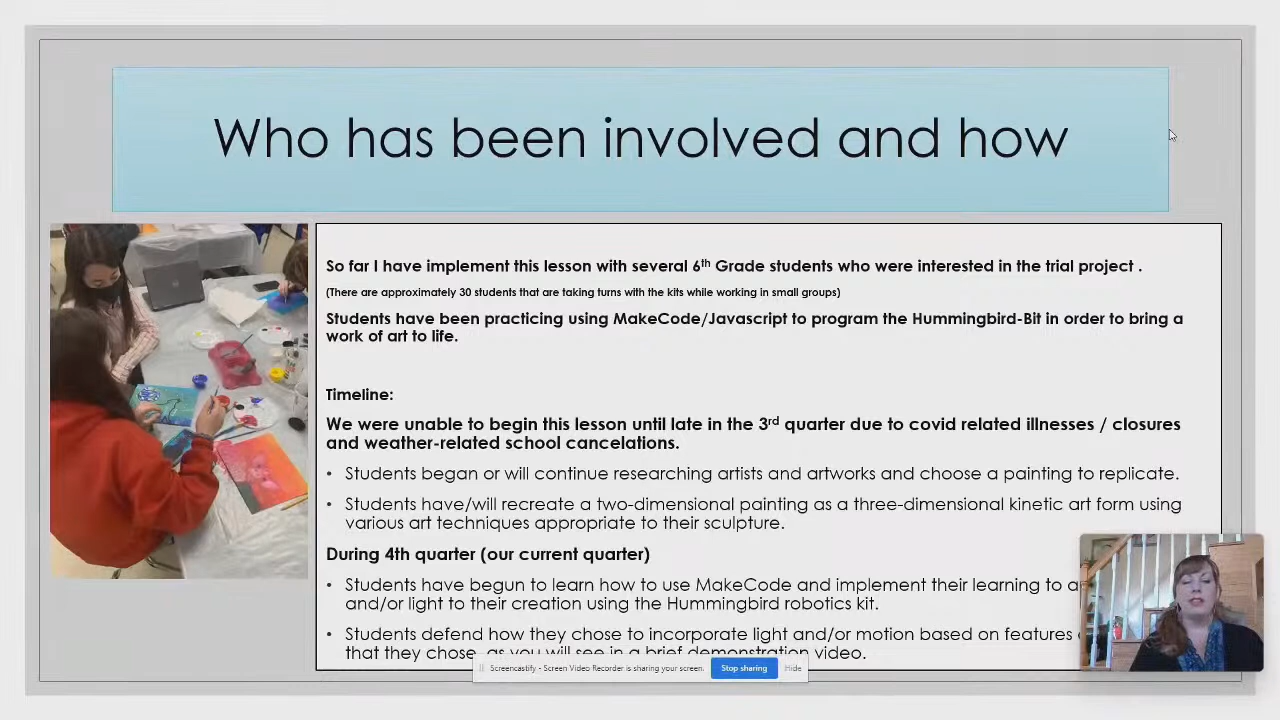 Who has been involved and how
So far I have implement this lesson with several 6th Grade students who were interested in the trial project .
(There are approximately 30 students that are taking turns with the kits while working in small groups)
Students have been practicing using MakeCode/Javascript to program the Hummingbird-Bit in order to bring a
work of art to life.
Timeline:
We were unable to begin this lesson until late in the 3rd quarter due to covid related illnesses / closures
and weather-related school cancelations.
• Students began or will continue researching artists and artworks and choose a painting to replicate.
• Students have/will recreate a two-dimensional painting as a three-dimensional kinetic art form using
various art techniques appropriate to their sculpture.
During 4th quarter (our current quarter)
• Students have begun to learn how to use MakeCode and implement their learning to
and/or light to their creation using the Hummingbird robotics kit.
• Students defend how they chose to incorporate light and/or motion based on features
that they chose, as you will see in a brief demonstration video.
Screencastify - Screen Video Recorder is sharing your screen. Stop sharing Hide